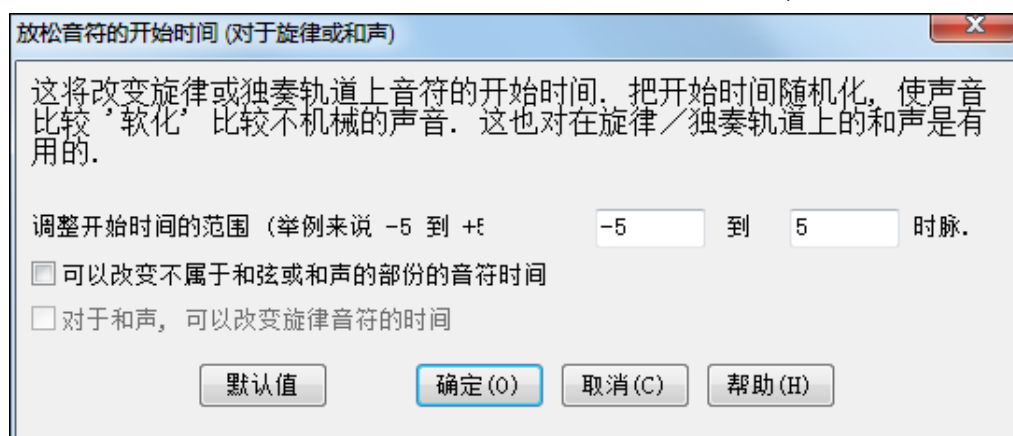 放松音符的开始时间 (对于旋律或和声)
这将改变旋律或独奏轨道上音符的开始时间. 把开始时间随机化, 使声音
比较 '软化' 比较不机械的声音. 这也对在旋律／独奏轨道上的和声是有
用的.
调整开始时间的范围 (举例来说 -5 到 +5 -5 到 5 时脉.
可以改变不属于和弦或和声的部份的音符时间
对于和声, 可以改变旋律音符的时间
默认值 确定(O) 取消(C) 帮助(H)